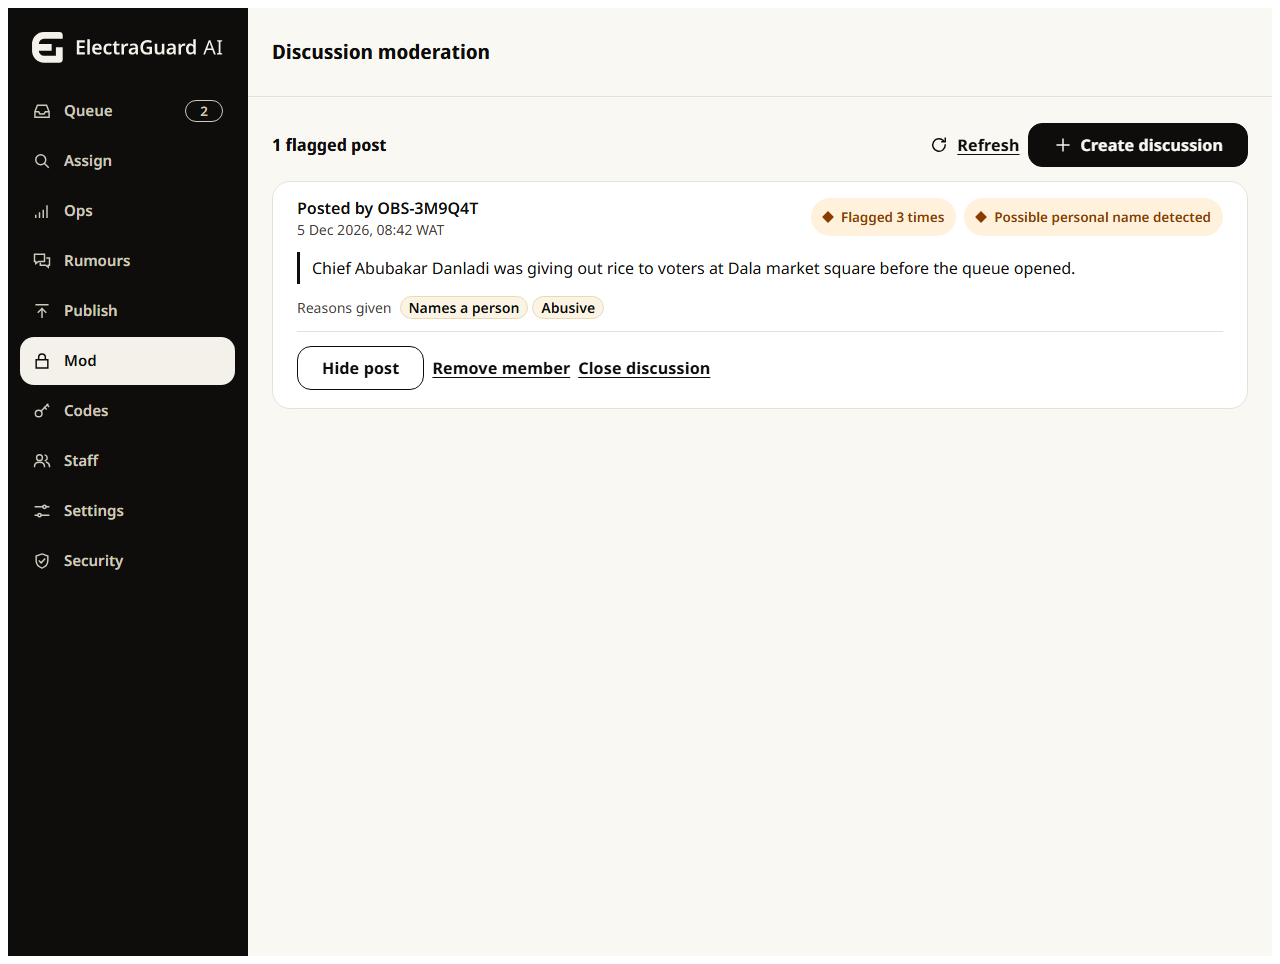 ElectraGuard AI
Queue 2
Assign
Ops
Rumours
Publish
Mod
Codes
Staff
Settings
Security
Discussion moderation
1 flagged post
Refresh
Create discussion
Posted by OBS-3M9Q4T
5 Dec 2026, 08:42 WAT
Flagged 3 times
Possible personal name detected
Chief Abubakar Danladi was giving out rice to voters at Dala market square before the queue opened.
Reasons given Names a person Abusive
Hide post Remove member Close discussion